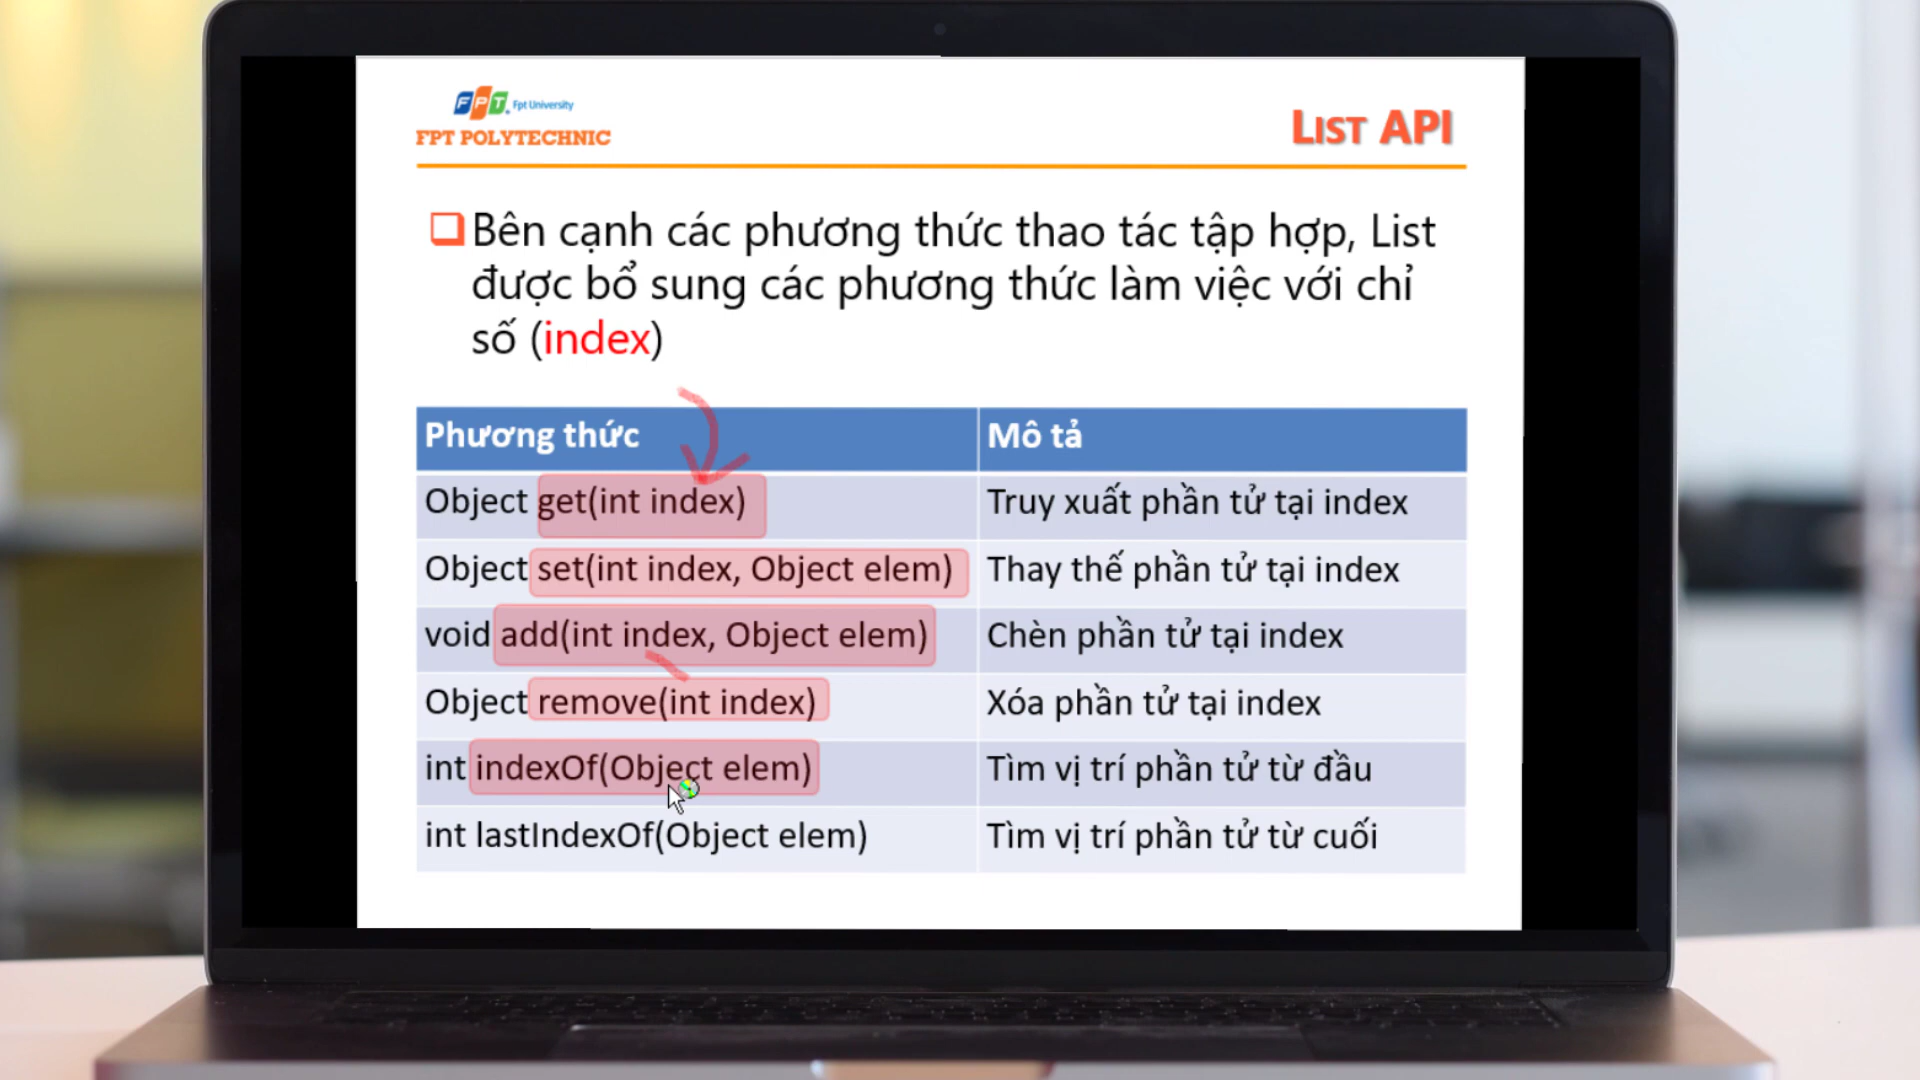 FPT. Fpt University
FPT POLYTECHNIC
LIST API
Bên cạnh các phương thức thao tác tập hợp, List
được bổ sung các phương thức làm việc với chỉ
số (index)
Phương thức Mô tả
Object get(int index) Truy xuất phần tử tại index
Object set(int index, Object elem) Thay thế phần tử tại index
void add(int index, Object elem) Chèn phần tử tại index
Object remove(int index) Xóa phần tử tại index
int indexOf(Object elem) Tìm vị trí phần tử từ đầu
int lastIndexOf(Object elem) Tìm vị trí phần tử từ cuối